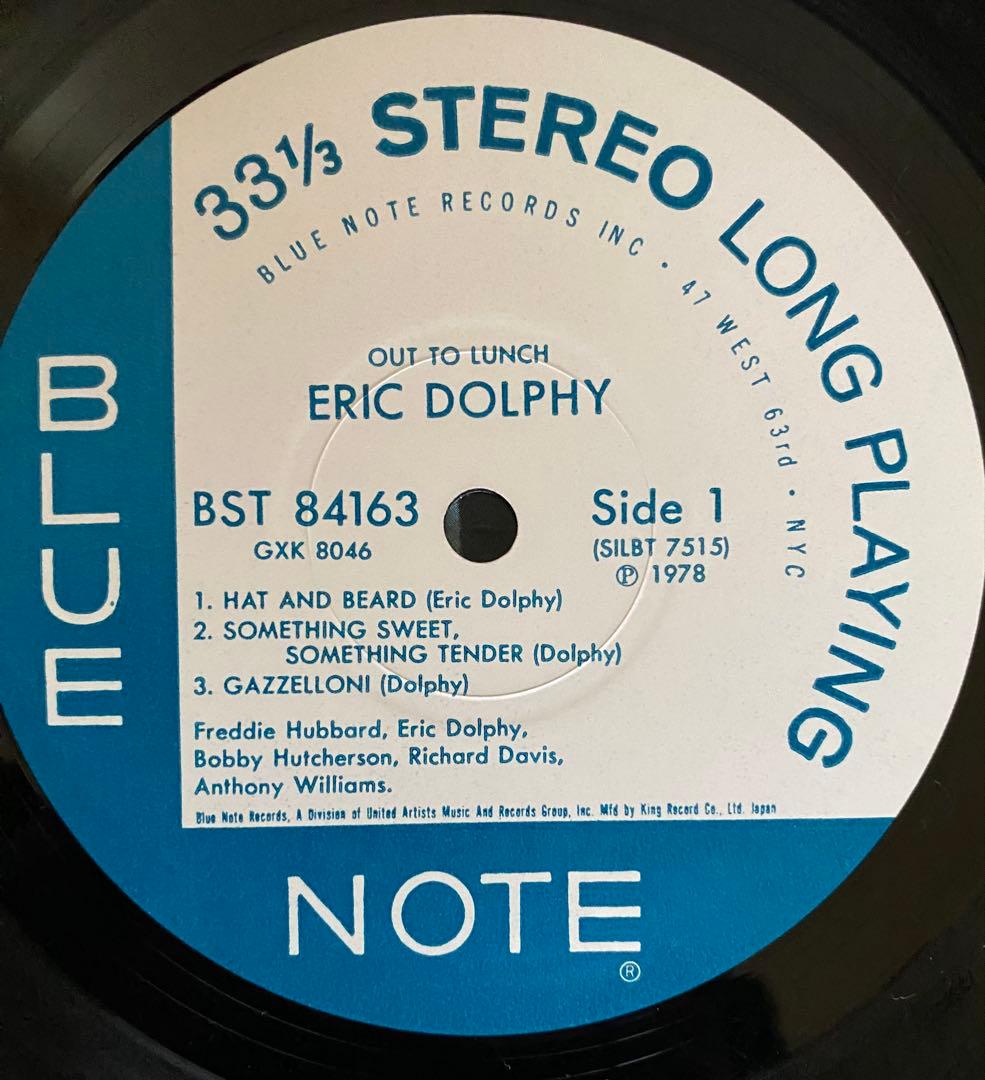 33⅓ STEREO LONG PLAYING
BLUE NOTE RECORDS INC · 47 WEST 63rd · NYC
OUT TO LUNCH
ERIC DOLPHY
BST 84163
GXK 8046
Side 1
(SILBT 7515)
℗ 1978
1. HAT AND BEARD (Eric Dolphy)
2. SOMETHING SWEET,
SOMETHING TENDER (Dolphy)
3. GAZZELLONI (Dolphy)
Freddie Hubbard, Eric Dolphy,
Bobby Hutcherson, Richard Davis,
Anthony Williams.
Blue Note Records, A Division of United Artists Music And Records Group, Inc. Mfd by King Record Co., Ltd. Japan
BLUE
NOTE
®